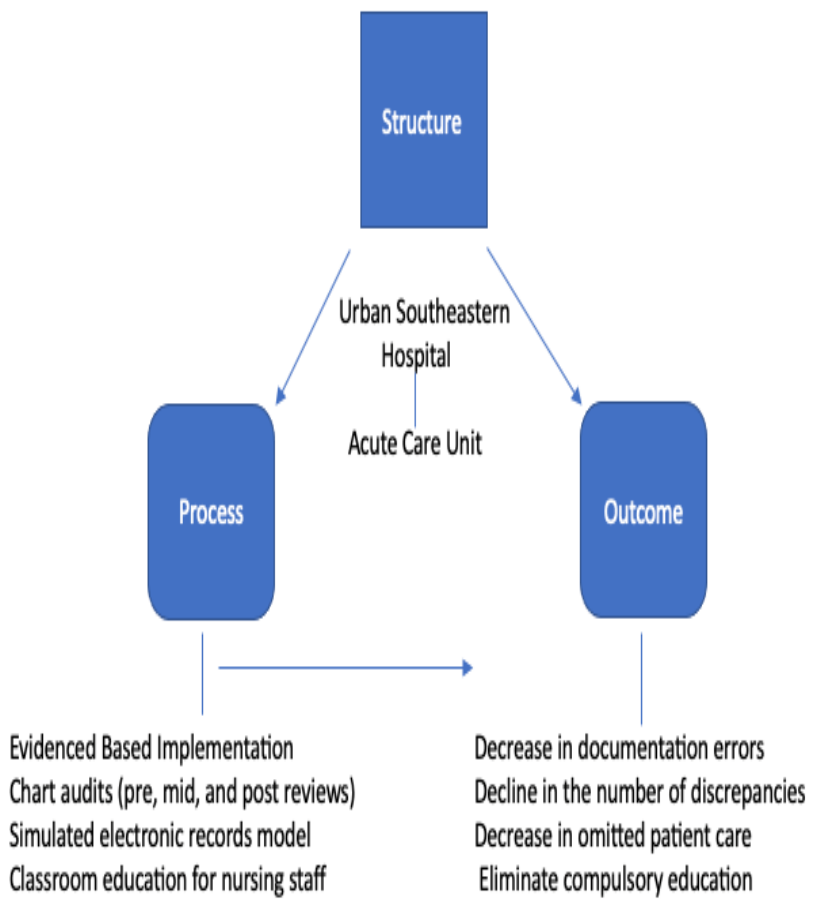 Structure
Urban Southeastern
Hospital
Acute Care Unit
Process
Outcome
Evidenced Based Implementation
Chart audits (pre, mid, and post reviews)
Simulated electronic records model
Classroom education for nursing staff
Decrease in documentation errors
Decline in the number of discrepancies
Decrease in omitted patient care
Eliminate compulsory education